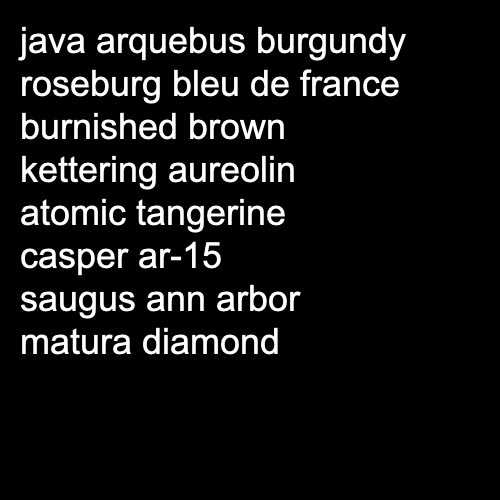 java arquebus burgundy
roseburg bleu de france
burnished brown
kettering aureolin
atomic tangerine
casper ar-15
saugus ann arbor
matura diamond